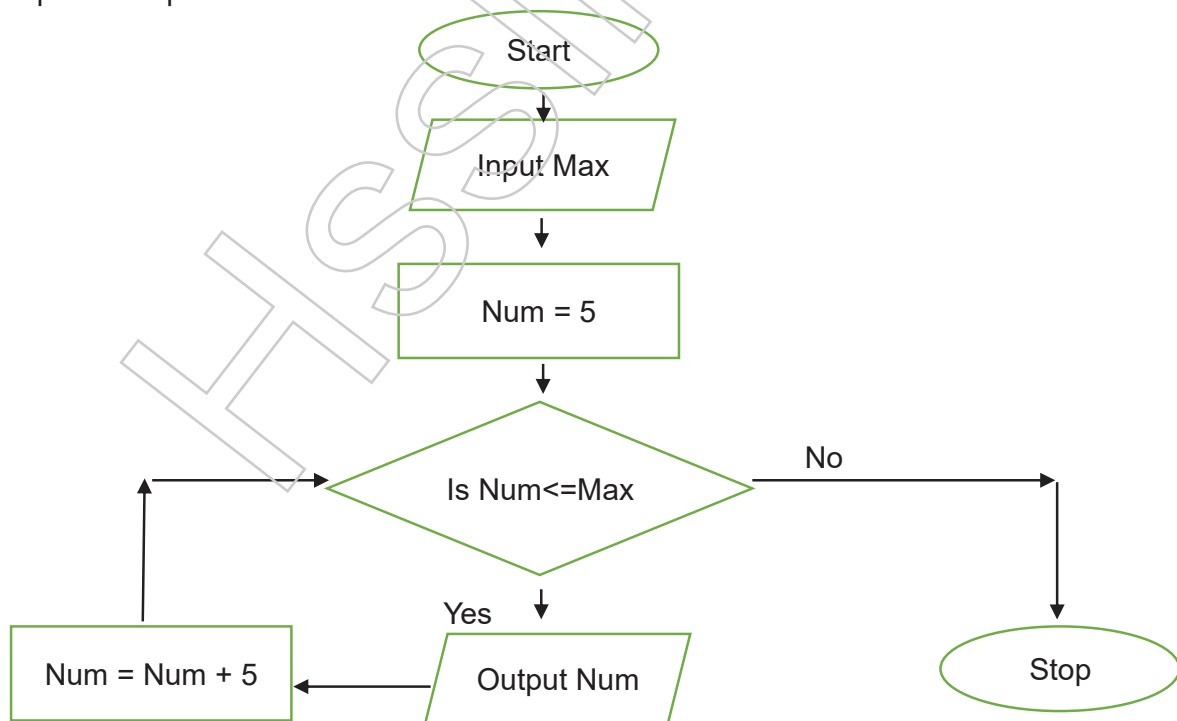 Start
Input Max
Num = 5
Is Num<=Max
No
Yes
Num = Num + 5
Output Num
Stop